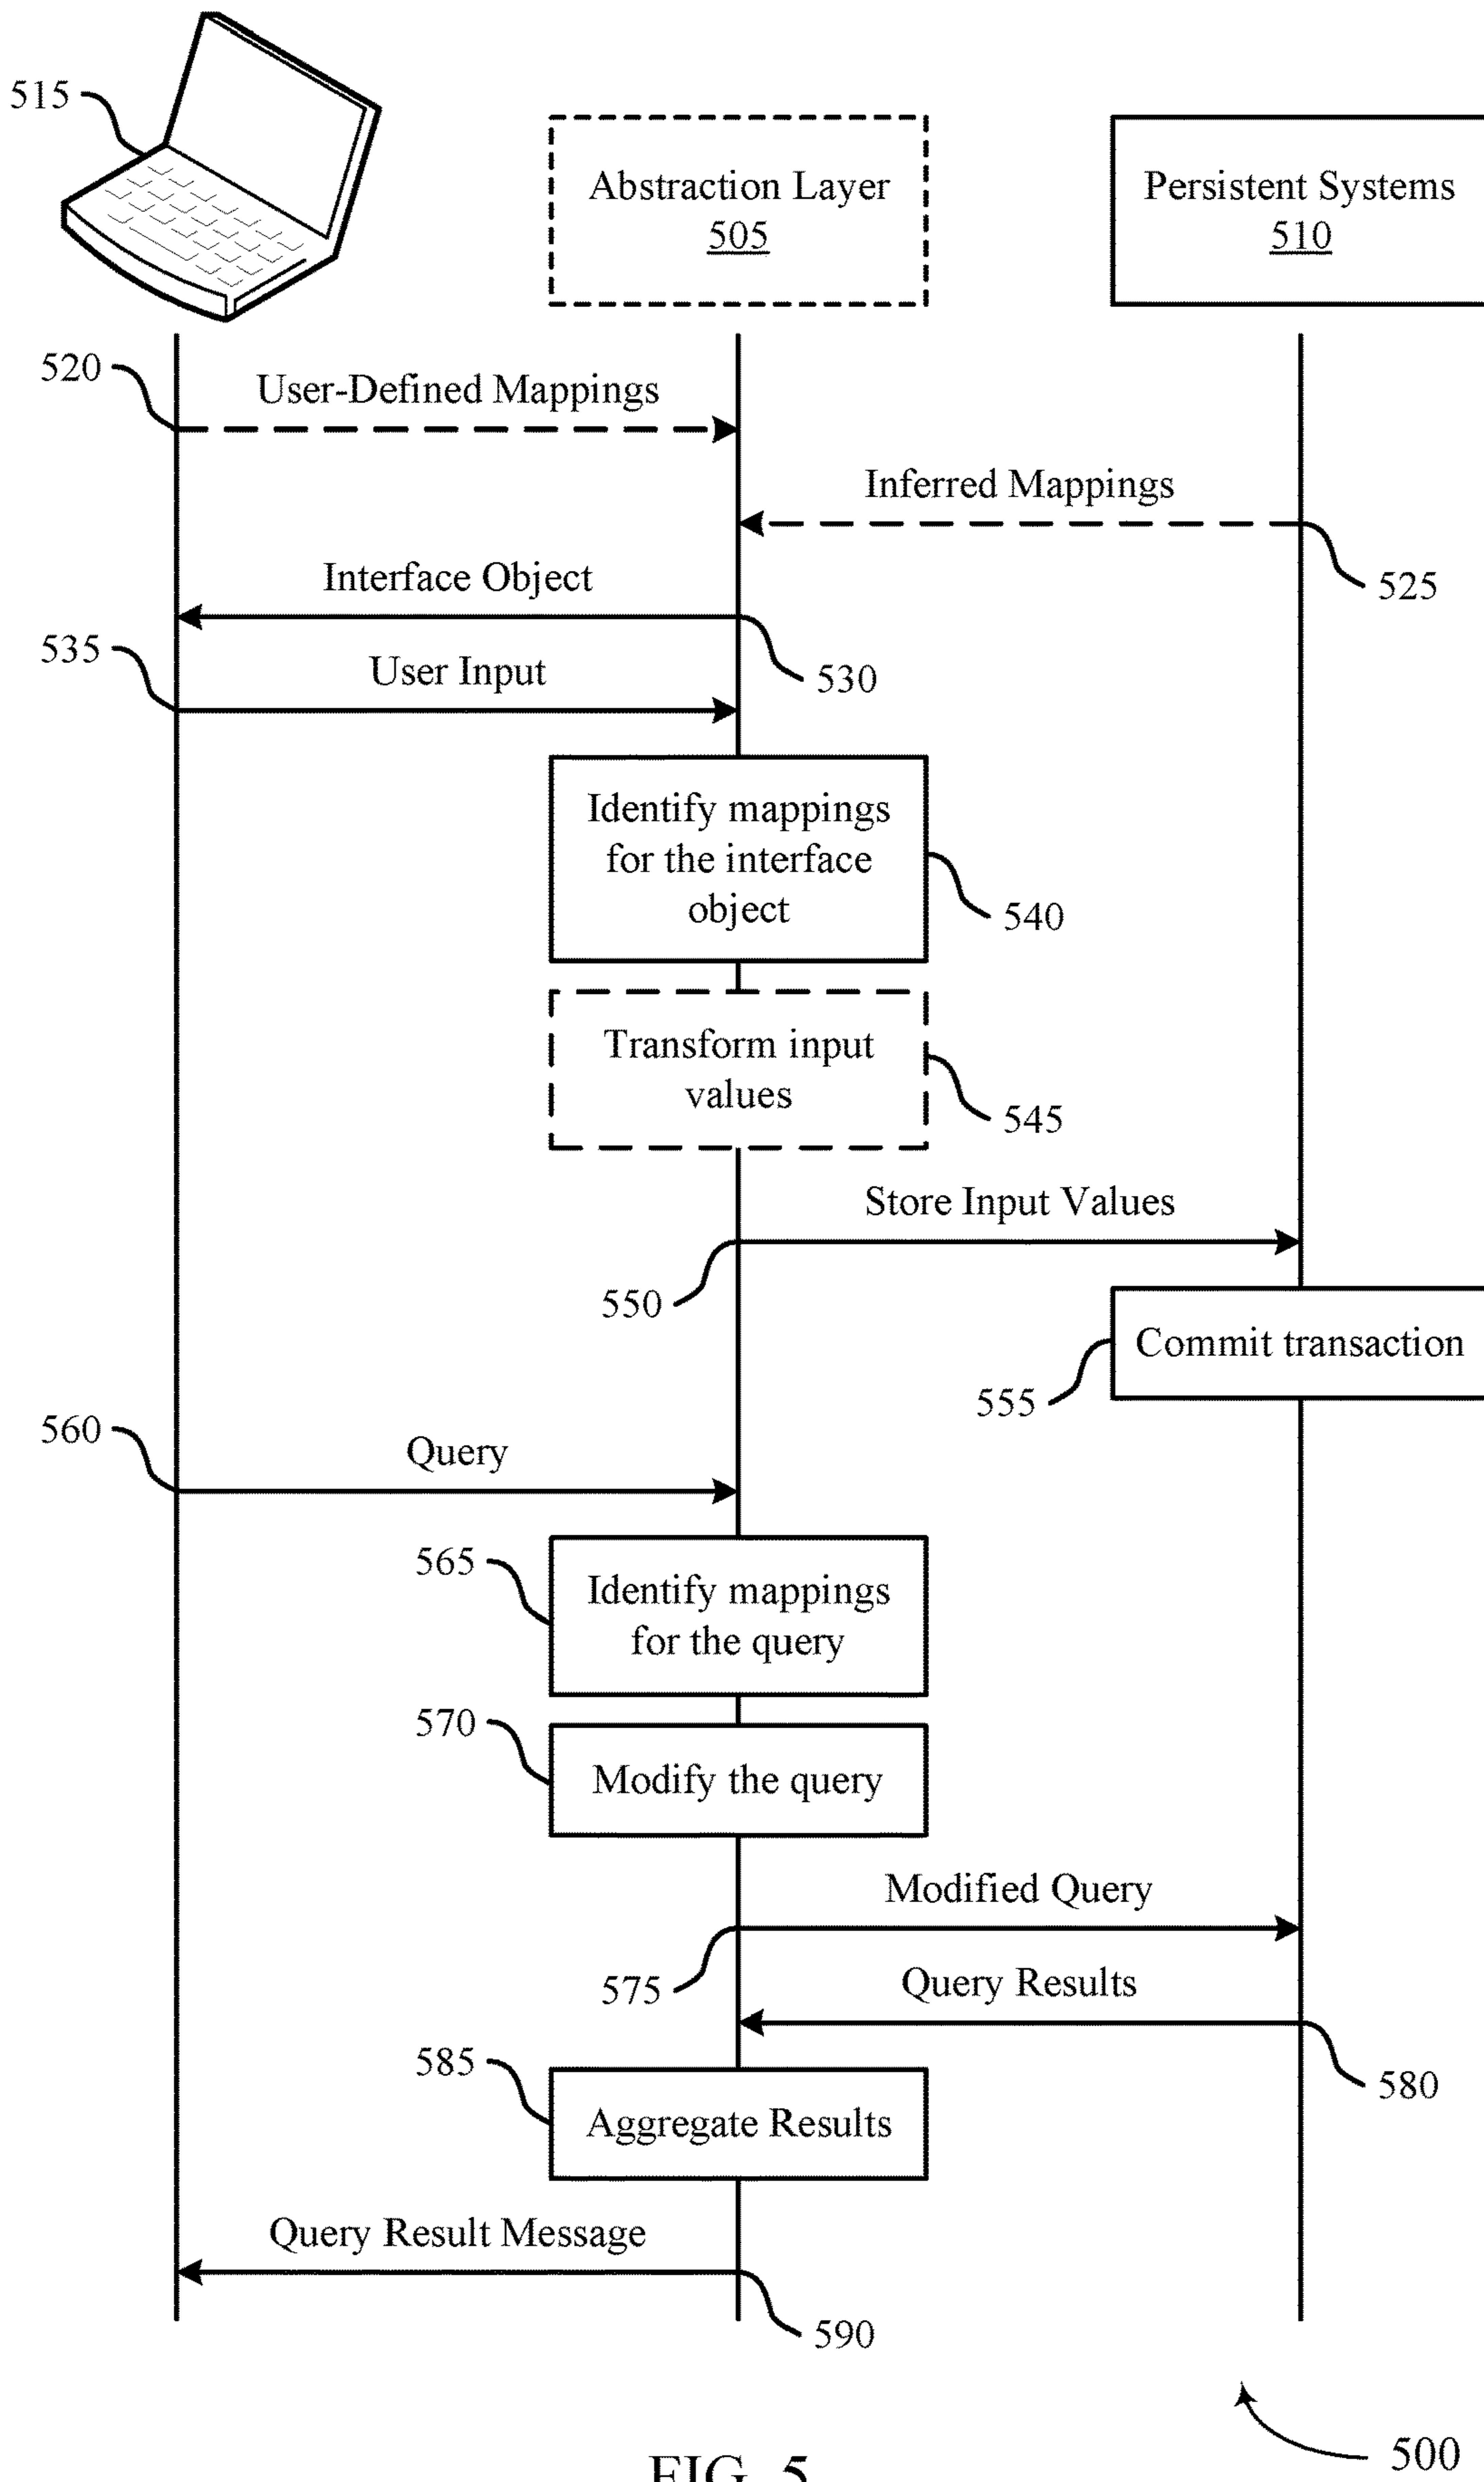 515
Abstraction Layer
505
Persistent Systems
510
520
User-Defined Mappings
Inferred Mappings
525
Interface Object
530
535
User Input
Identify mappings
for the interface
object
540
Transform input
values
545
Store Input Values
550
Commit transaction
555
560
Query
565
Identify mappings
for the query
570
Modify the query
Modified Query
575
Query Results
580
585
Aggregate Results
Query Result Message
590
500
FIG. 5